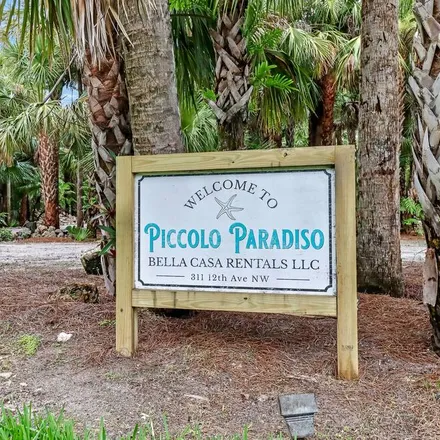 WELCOME TO
PICCOLO PARADISO
BELLA CASA RENTALS LLC
311 12th AVE NW